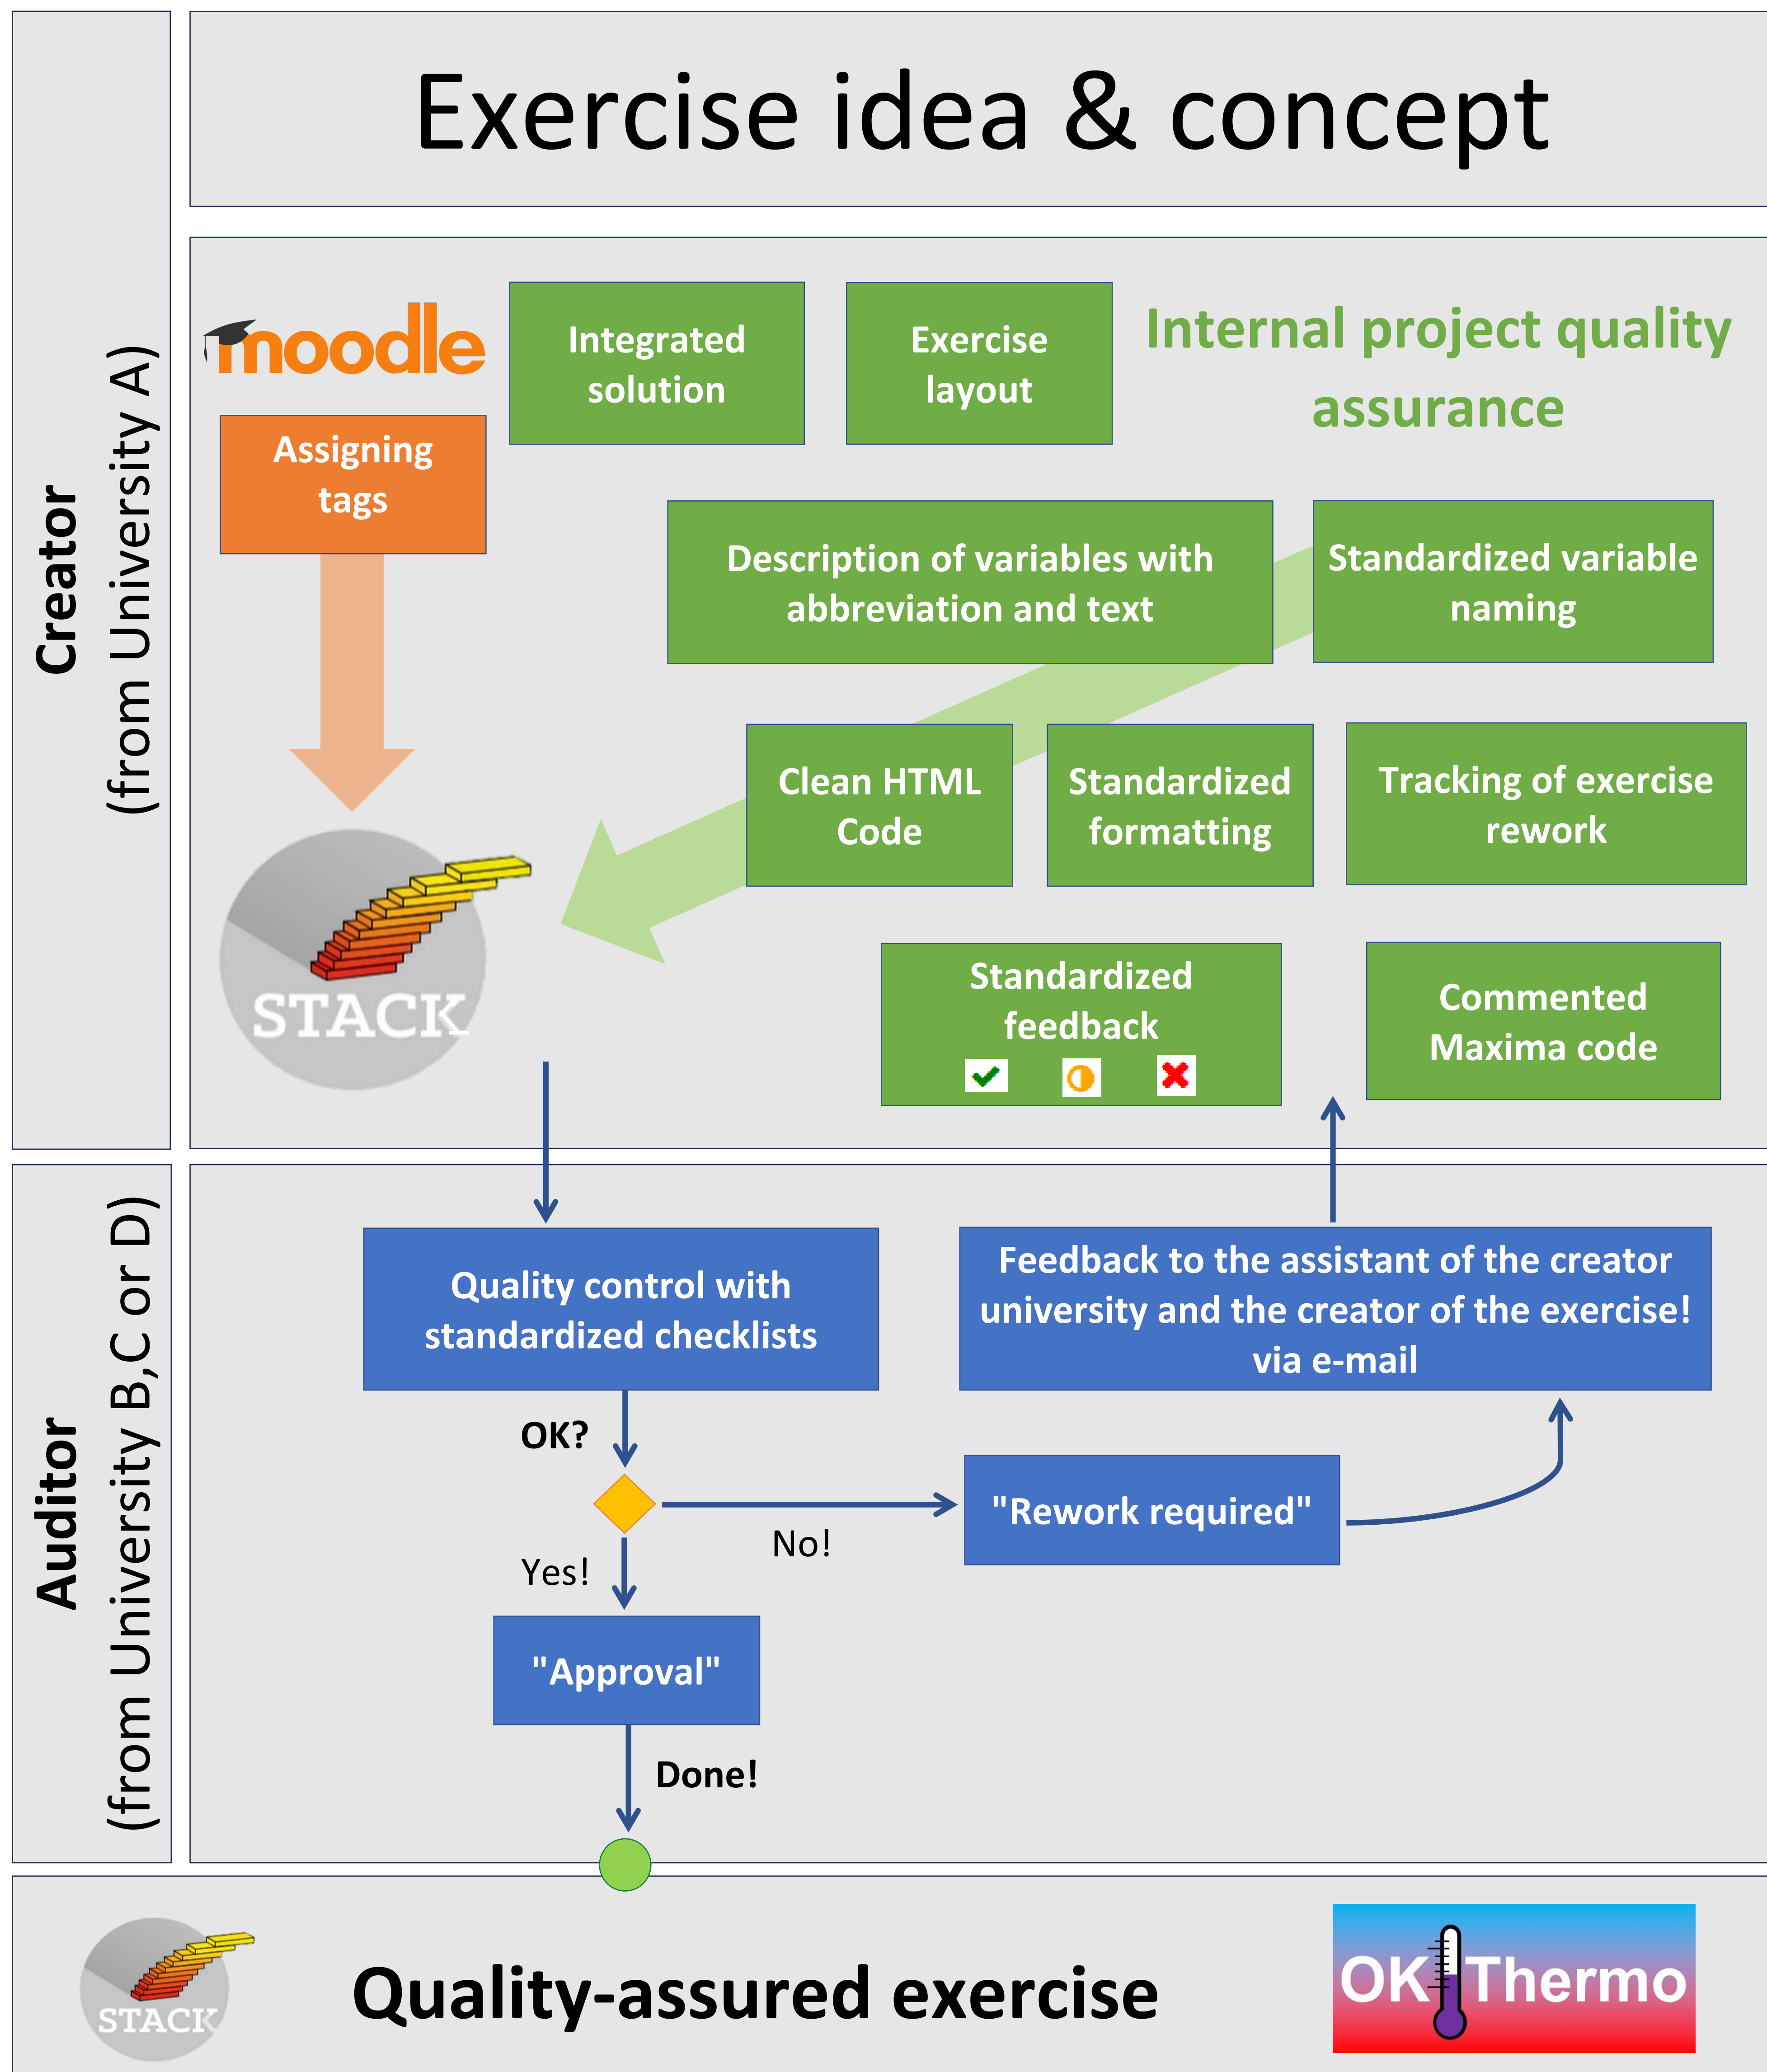 Exercise idea & concept
Creator
(from University A)
moodle
Integrated
solution
Exercise
layout
Internal project quality
assurance
Assigning
tags
Description of variables with
abbreviation and text
Standardized variable
naming
Clean HTML
Code
Standardized
formatting
Tracking of exercise
rework
STACK
Standardized
feedback
Commented
Maxima code
Auditor
(from University B,C or D)
Quality control with
standardized checklists
Feedback to the assistant of the creator
university and the creator of the exercise!
via e-mail
OK?
"Rework required"
No!
Yes!
"Approval"
Done!
STACK
Quality-assured exercise
OK Thermo